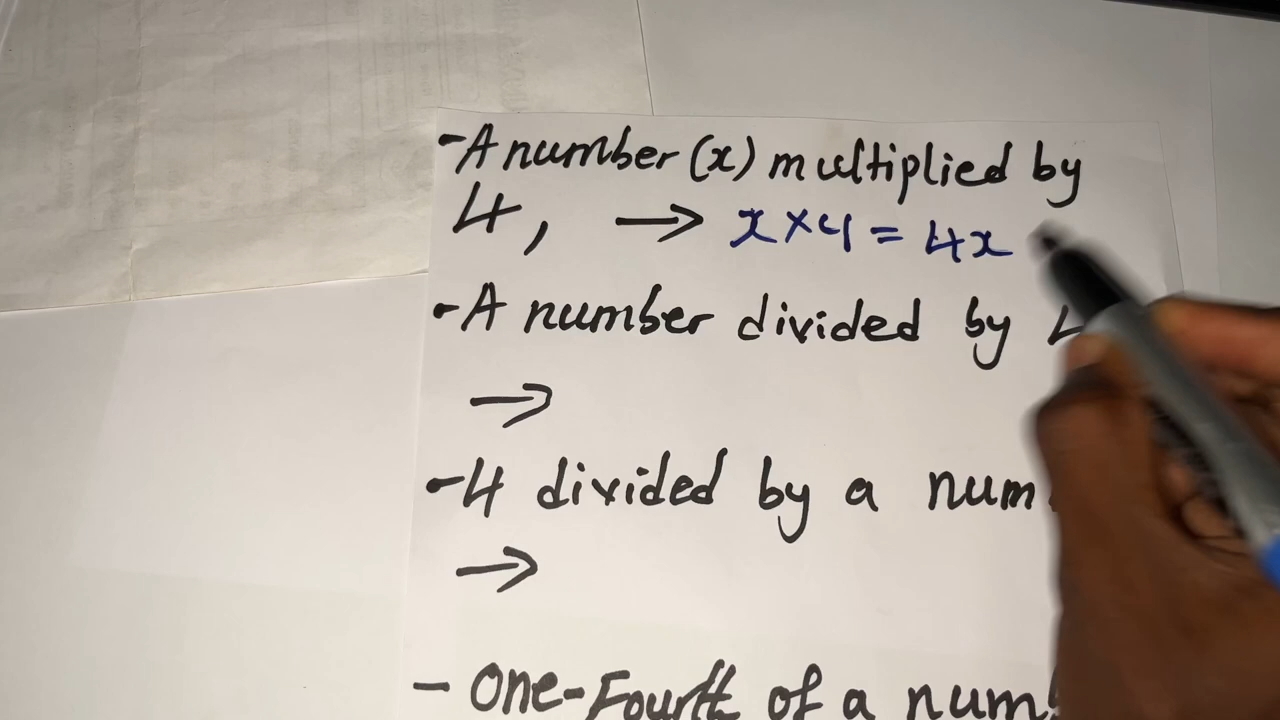 -A number (x) multiplied by
4, → x×4 = 4x
-A number divided by
→
-4 divided by a
→
- One-Fourth of a